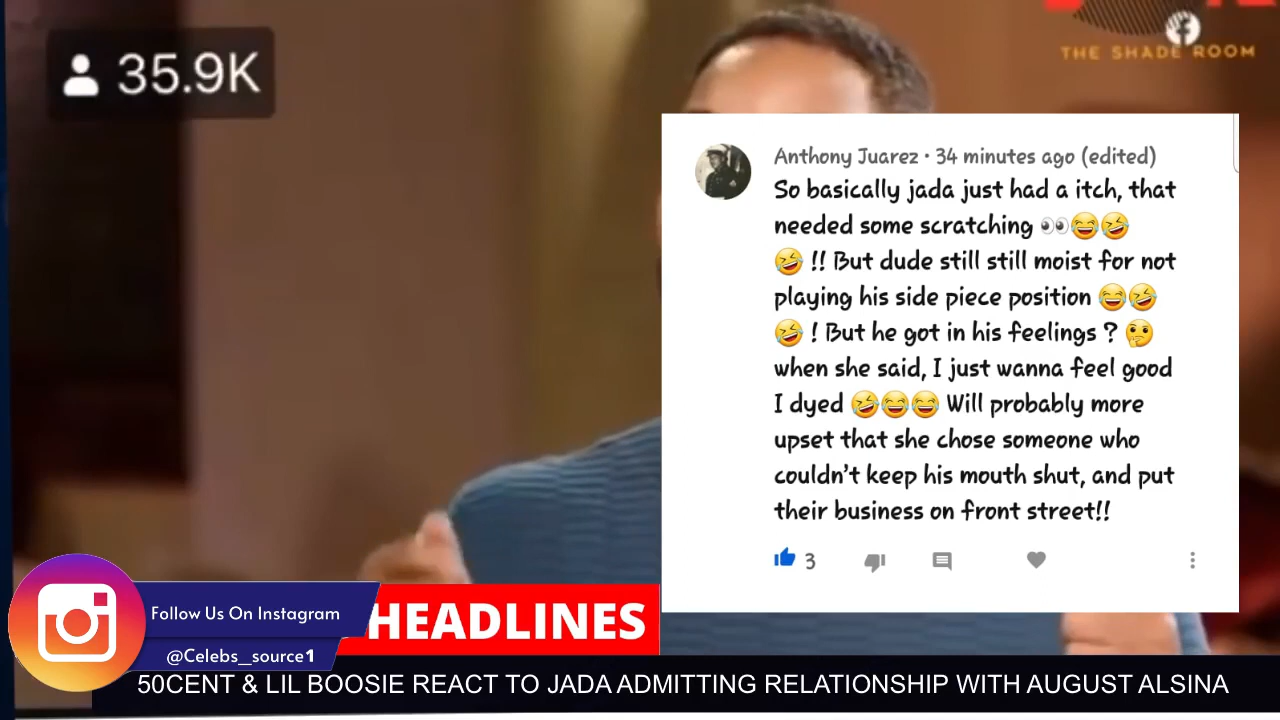 35.9K
THE SHADE ROOM
Anthony Juarez • 34 minutes ago (edited)
So basically jada just had a itch, that
needed some scratching 👀😂🤣
🤣 !! But dude still still moist for not
playing his side piece position 😂🤣
🤣 ! But he got in his feelings ? 🤔
when she said, I just wanna feel good
I dyed 🤣😂😂 Will probably more
upset that she chose someone who
couldn't keep his mouth shut, and put
their business on front street!!
3
Follow Us On Instagram
@Celebs_source1
HEADLINES
50CENT & LIL BOOSIE REACT TO JADA ADMITTING RELATIONSHIP WITH AUGUST ALSINA